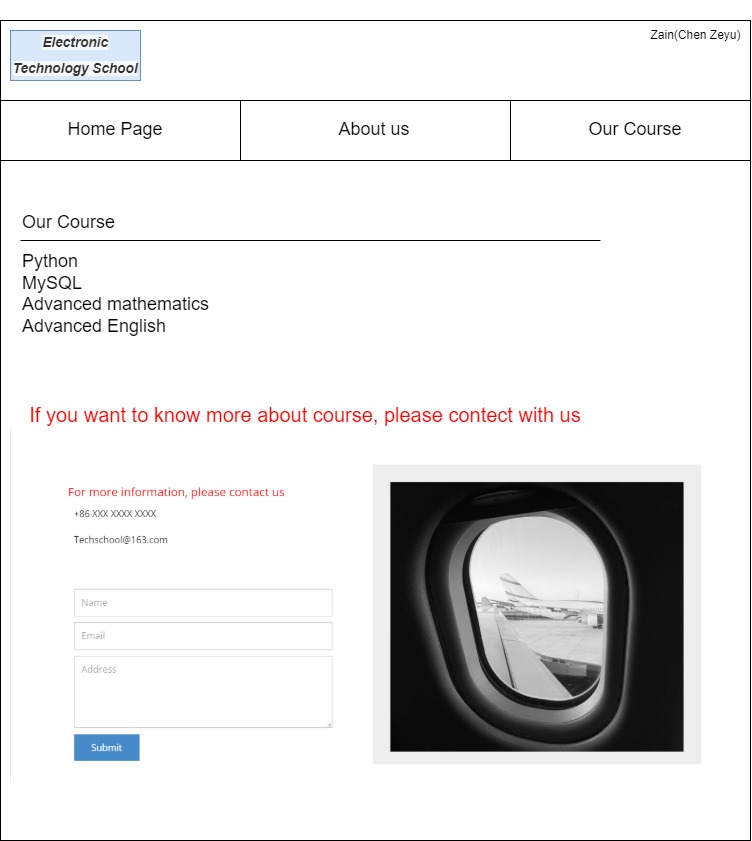 Electronic
Technology School
Zain(Chen Zeyu)
Home Page
About us
Our Course
Our Course
Python
MySQL
Advanced mathematics
Advanced English
If you want to know more about course, please contect with us
For more information, please contact us
+86 XXX XXXX XXXX
Techschool@163.com
Name
Email
Address
Submit